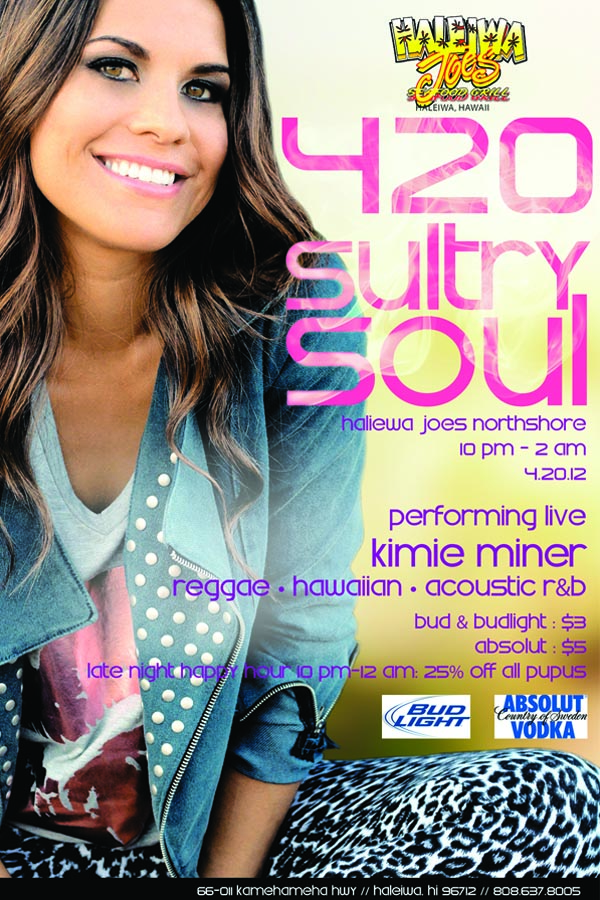 HALEIWA
JOE'S
SEAFOOD GRILL
HALEIWA, HAWAII
420
sultry
soul
haliewa joes northshore
10 pm - 2 am
4.20.12
performing live
kimie miner
reggae • hawaiian • acoustic r&b
bud & budlight : $3
absolut : $5
late night happy hour 10 pm-12 am: 25% off all pupus
BUD
LIGHT
ABSOLUT
Country of Sweden
VODKA
66-011 kamehameha hwy // haleiwa, hi 96712 // 808.637.8005